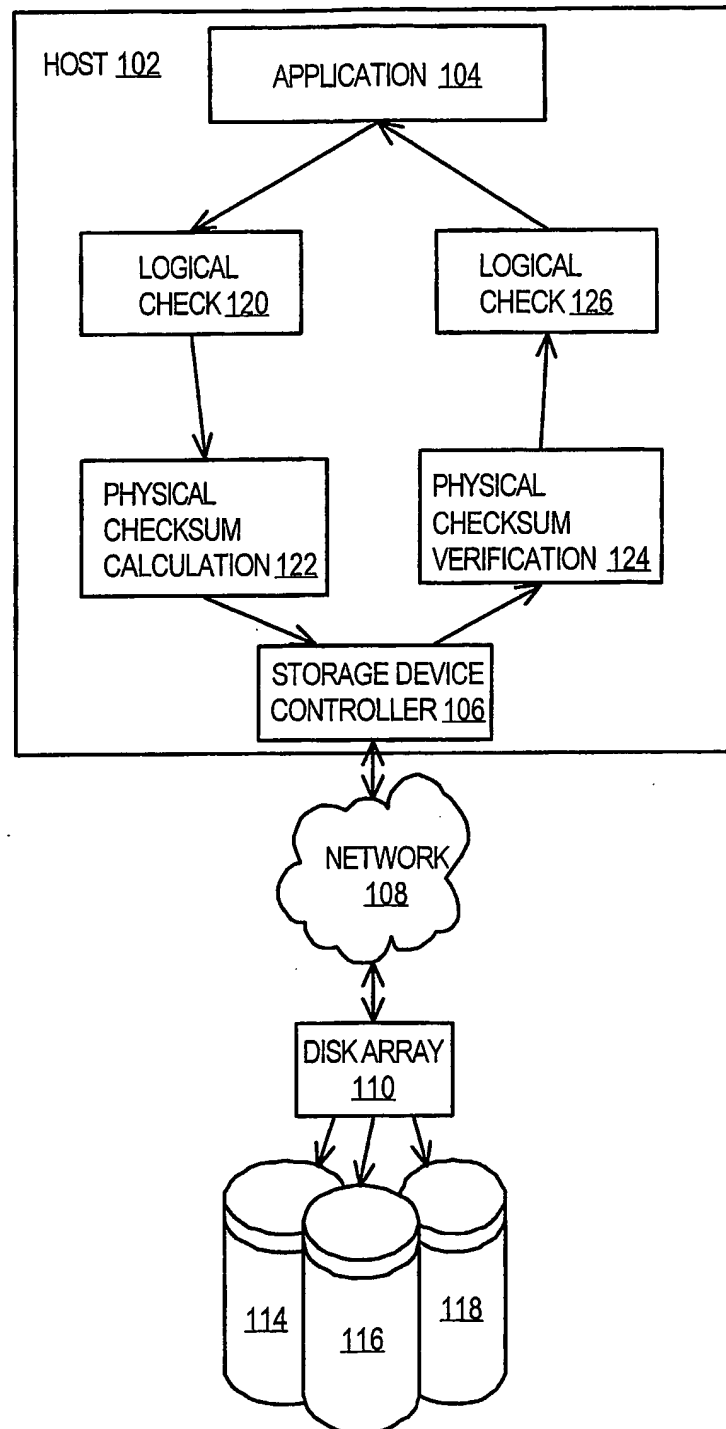 HOST 102
APPLICATION 104
LOGICAL
CHECK 120
LOGICAL
CHECK 126
PHYSICAL
CHECKSUM
CALCULATION 122
PHYSICAL
CHECKSUM
VERIFICATION 124
STORAGE DEVICE
CONTROLLER 106
NETWORK
108
DISK ARRAY
110
114
116
118